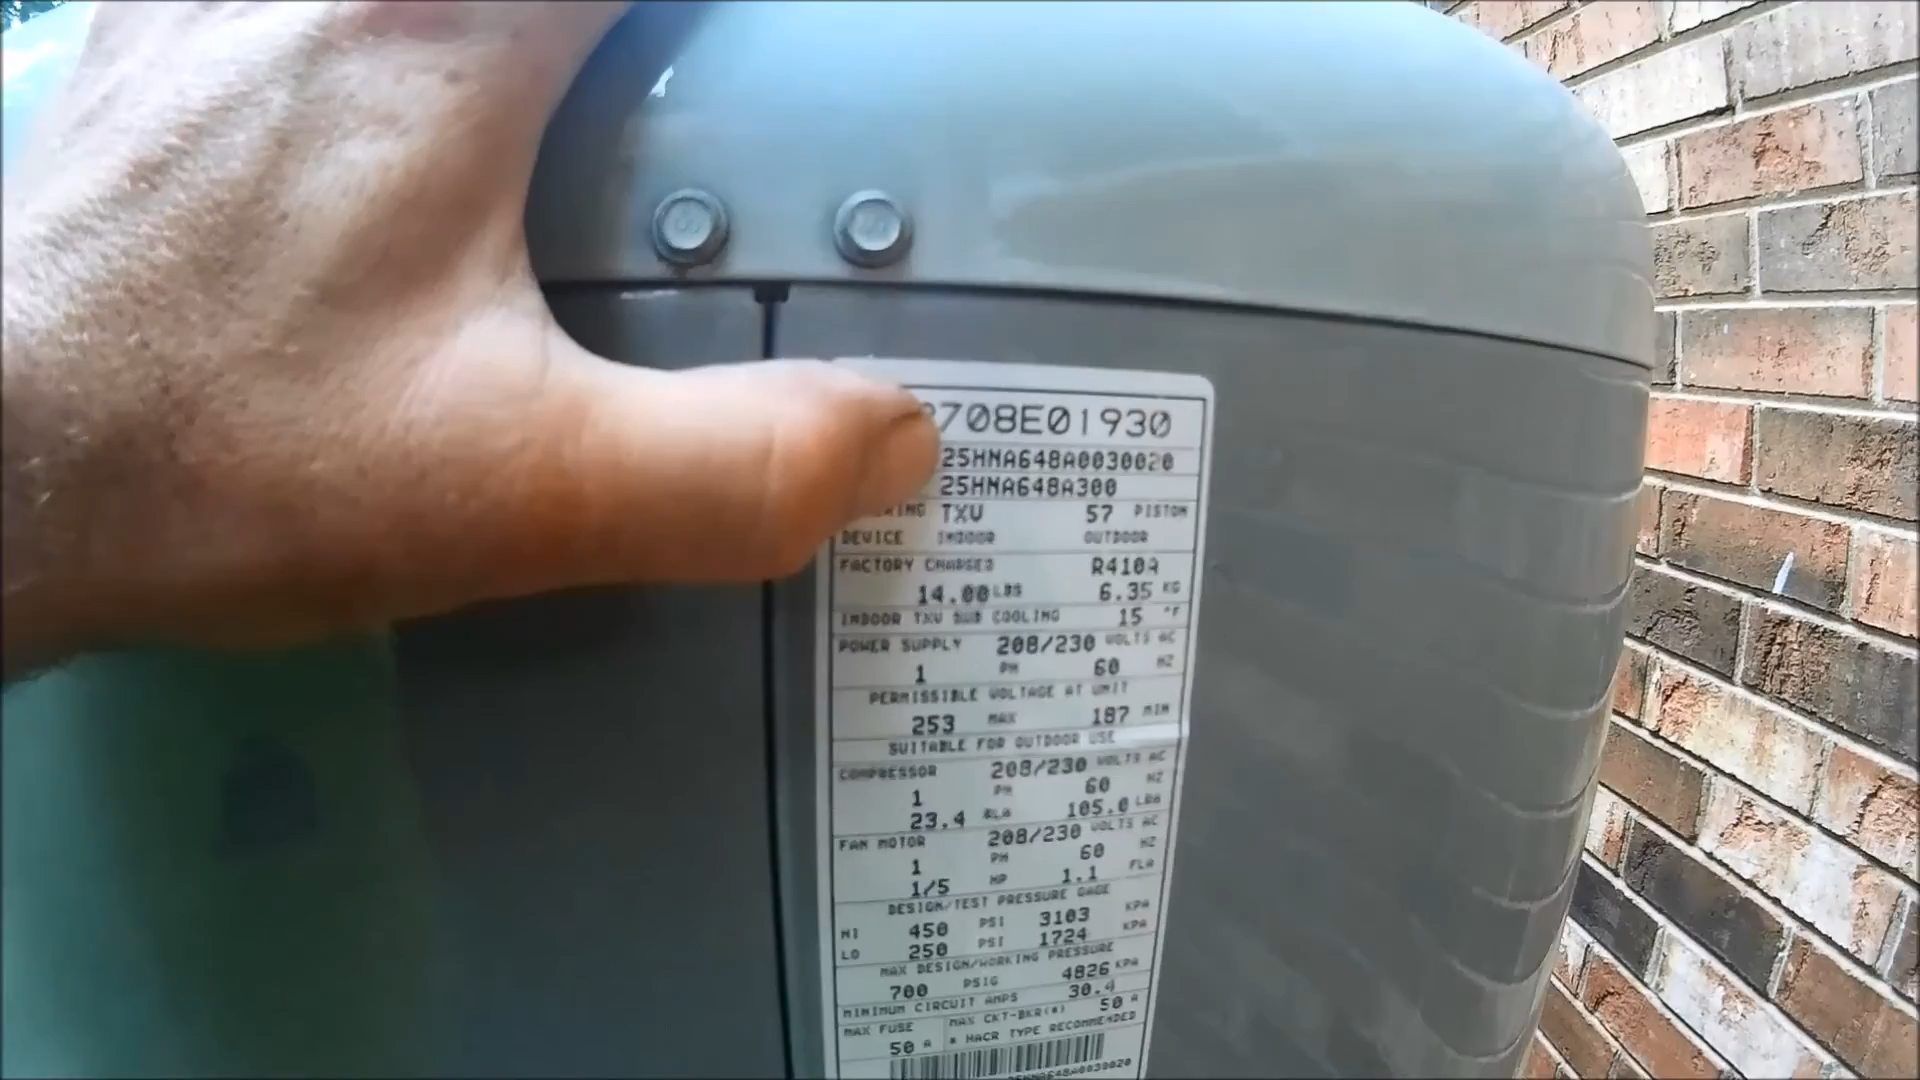 708E01930
25HNA648A0030020
25HNA648A300
TXV 57 PISTON
DEVICE INDOOR OUTDOOR
FACTORY CHARGED R410A
14.00 LBS 6.35 KG
INDOOR TXV SUB COOLING 15 °F
POWER SUPPLY 208/230 VOLTS AC
1 PH 60 HZ
PERMISSIBLE VOLTAGE AT UNIT
253 MAX 187 MIN
SUITABLE FOR OUTDOOR USE
COMPRESSOR 208/230 VOLTS AC
1 PH 60 HZ
23.4 RLA 105.0 LRA
FAN MOTOR 208/230 VOLTS AC
1 PH 60 HZ
1/5 HP 1.1 FLA
DESIGN/TEST PRESSURE GAGE
HI 450 PSI 3103 KPA
LO 250 PSI 1724 KPA
MAX DESIGN/WORKING PRESSURE
700 PSIG 4826 KPA
MINIMUM CIRCUIT AMPS 30.4
MAX FUSE MAX CKT-BKR(*) 50 A
50 A * HACR TYPE RECOMMENDED
25HNA648A0030020